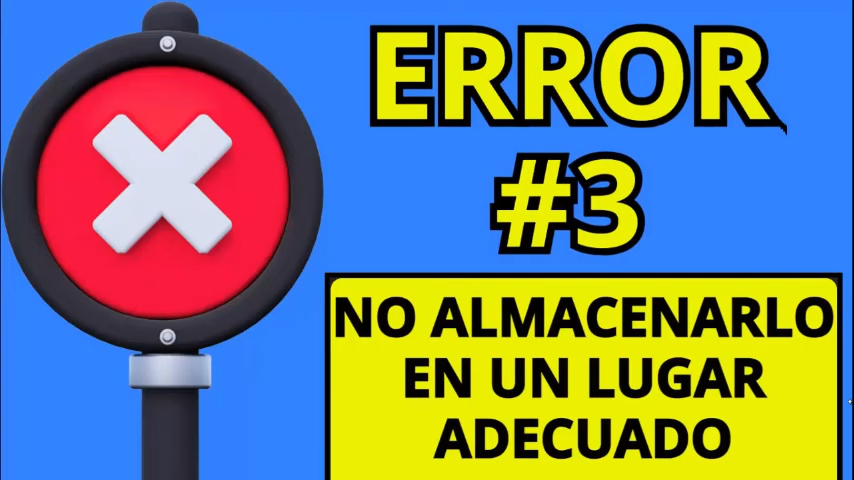 ERROR
#3
NO ALMACENARLO
EN UN LUGAR
ADECUADO